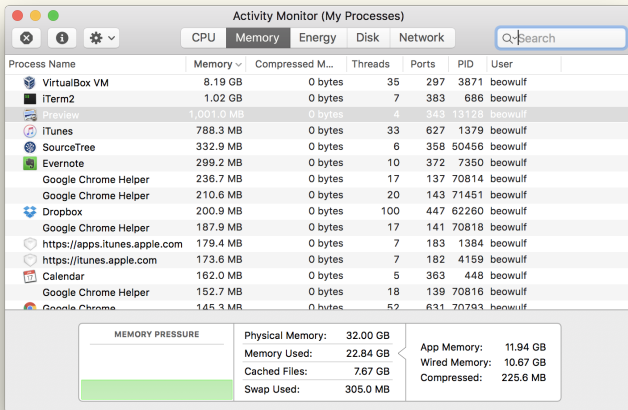 Activity Monitor (My Processes)
CPU Memory Energy Disk Network Search
Process Name Memory Compressed M... Threads Ports PID User
VirtualBox VM 8.19 GB 0 bytes 35 297 3871 beowulf
iTerm2 1.02 GB 0 bytes 7 383 686 beowulf
Preview 1,001.0 MB 0 bytes 4 343 13128 beowulf
iTunes 788.3 MB 0 bytes 33 627 1379 beowulf
SourceTree 332.9 MB 0 bytes 6 358 50456 beowulf
Evernote 299.2 MB 0 bytes 10 372 7350 beowulf
Google Chrome Helper 236.7 MB 0 bytes 17 137 70814 beowulf
Google Chrome Helper 210.6 MB 0 bytes 20 143 71451 beowulf
Dropbox 200.9 MB 0 bytes 100 447 62260 beowulf
Google Chrome Helper 187.9 MB 0 bytes 17 141 70818 beowulf
https://apps.itunes.apple.com 179.4 MB 0 bytes 7 183 1384 beowulf
https://itunes.apple.com 173.6 MB 0 bytes 7 182 4159 beowulf
Calendar 162.0 MB 0 bytes 5 363 448 beowulf
Google Chrome Helper 152.7 MB 0 bytes 18 139 70816 beowulf
Google Chrome 145.3 MB 0 bytes 52 631 70793 beowulf
MEMORY PRESSURE
Physical Memory: 32.00 GB
Memory Used: 22.84 GB
Cached Files: 7.67 GB
Swap Used: 305.0 MB
App Memory: 11.94 GB
Wired Memory: 10.67 GB
Compressed: 225.6 MB